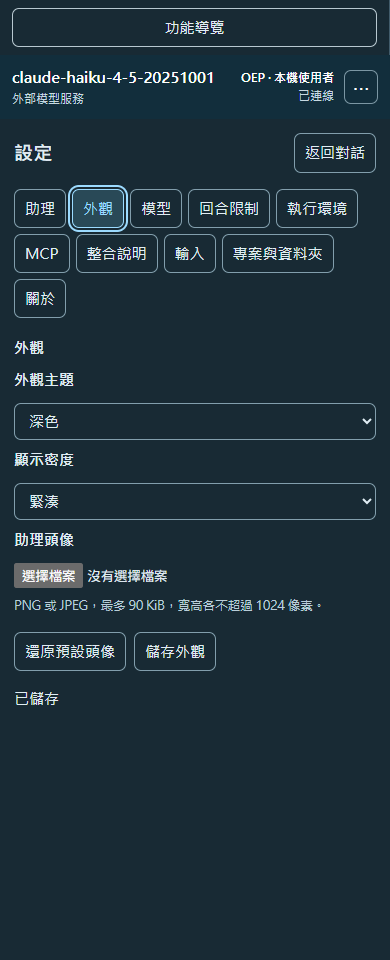 功能導覽
claude-haiku-4-5-20251001
OEP · 本機使用者
外部模型服務
已連線
...
設定
返回對話
助理 外觀 模型 回合限制 執行環境
MCP 整合說明 輸入 專案與資料夾
關於
外觀
外觀主題
深色
顯示密度
緊湊
助理頭像
選擇檔案 沒有選擇檔案
PNG 或 JPEG，最多 90 KiB，寬高各不超過 1024 像素。
還原預設頭像 儲存外觀
已儲存